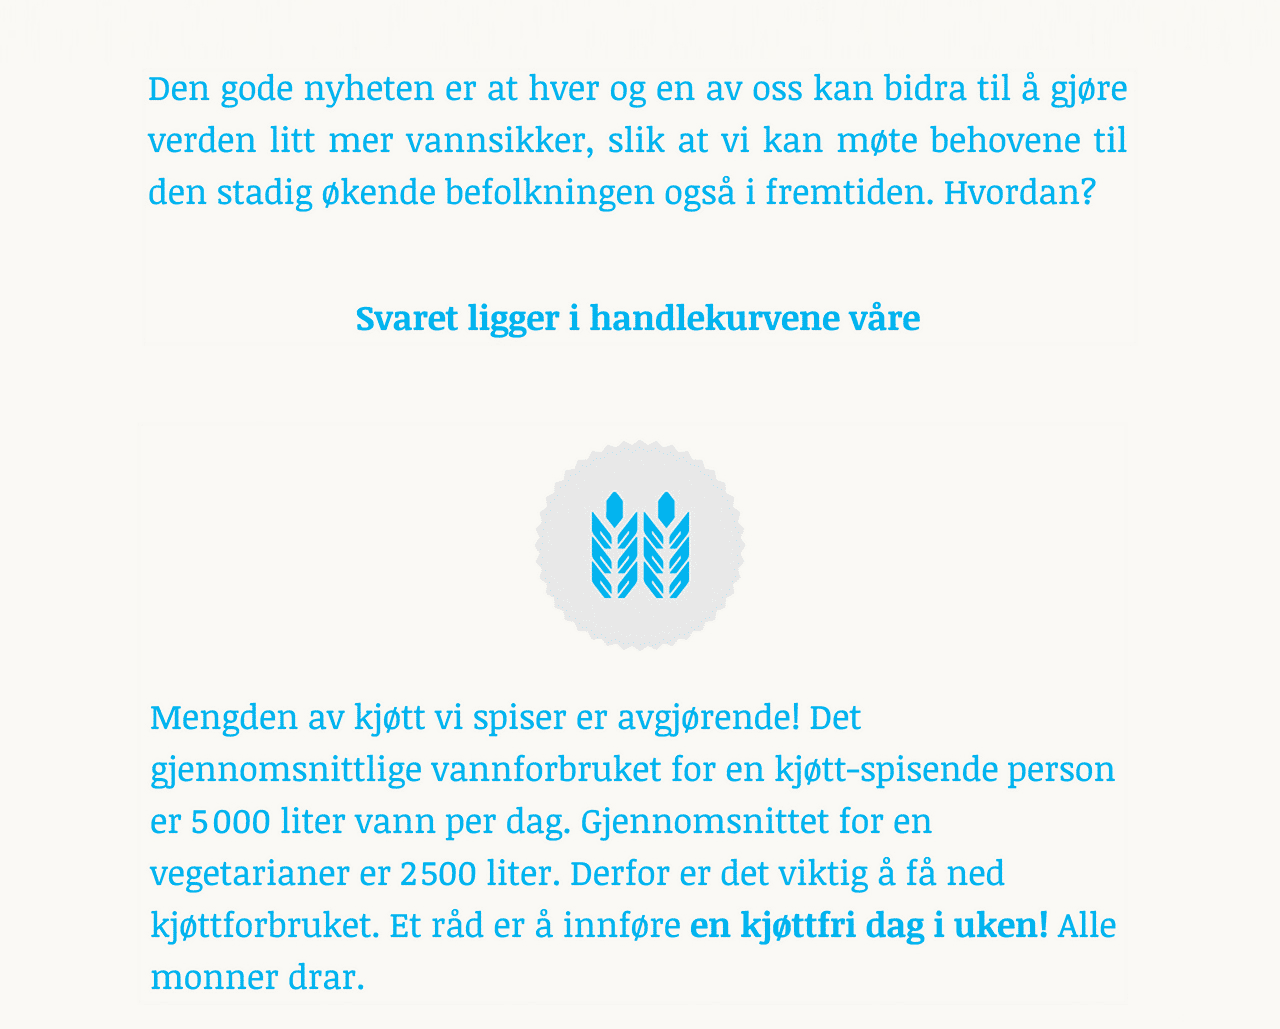 Den gode nyheten er at hver og en av oss kan bidra til å gjøre
verden litt mer vannsikker, slik at vi kan møte behovene til
den stadig økende befolkningen også i fremtiden. Hvordan?
Svaret ligger i handlekurvene våre
Mengden av kjøtt vi spiser er avgjørende! Det
gjennomsnittlige vannforbruket for en kjøtt-spisende person
er 5 000 liter vann per dag. Gjennomsnittet for en
vegetarianer er 2500 liter. Derfor er det viktig å få ned
kjøttforbruket. Et råd er å innføre en kjøttfri dag i uken! Alle
monner drar.